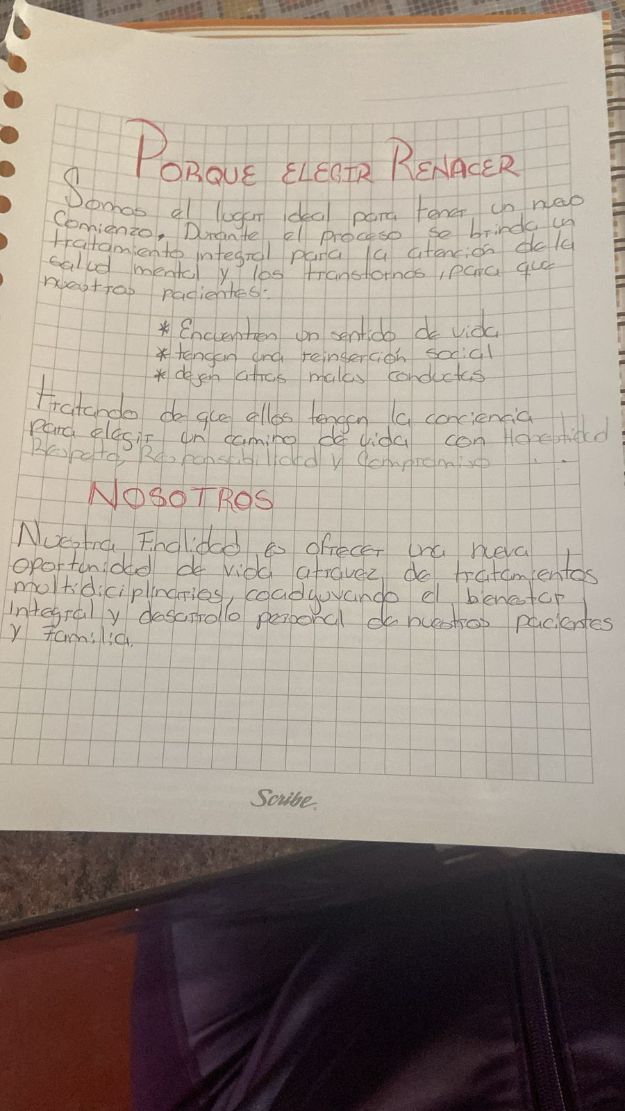 PORQUE ELEGIR RENACER
Somos el lugar ideal para tener un nuevo
Comienzo, Durante el proceso se brinda un
tratamiento integral para la atención de la
salud mental y los transtornos, para que
nuestros pacientes:
* Encuentren un sentido de vida
* tengan una reinserción social
* dejen atras malas conductas
tratando de que ellos tengan la conciencia
para elegir un camino de vida con Honestidad
Respeto, Responsabilidad y Compromiso
NOSOTROS
Nuestra Finalidad es ofrecer una nueva
oportunidad de vida atravez de tratamientos
multidiciplinarios, coadyuvando el bienestar
Integral y desarrollo personal de nuestros pacientes
y familia.
Scribe